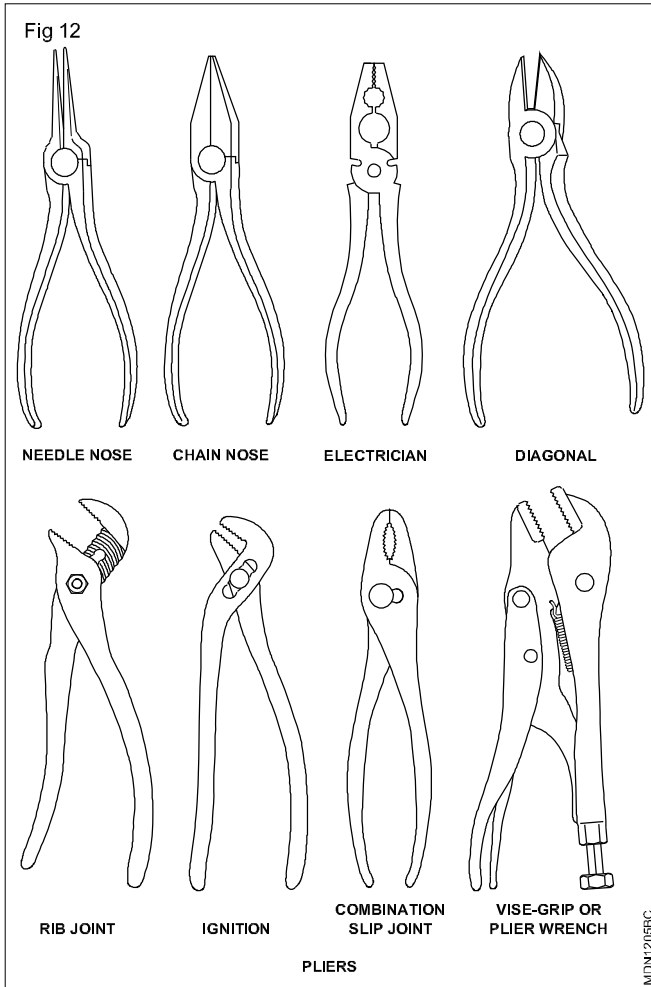 Fig 12
NEEDLE NOSE
CHAIN NOSE
ELECTRICIAN
DIAGONAL
RIB JOINT
IGNITION
COMBINATION
SLIP JOINT
VISE-GRIP OR
PLIER WRENCH
PLIERS
MDN1205BC